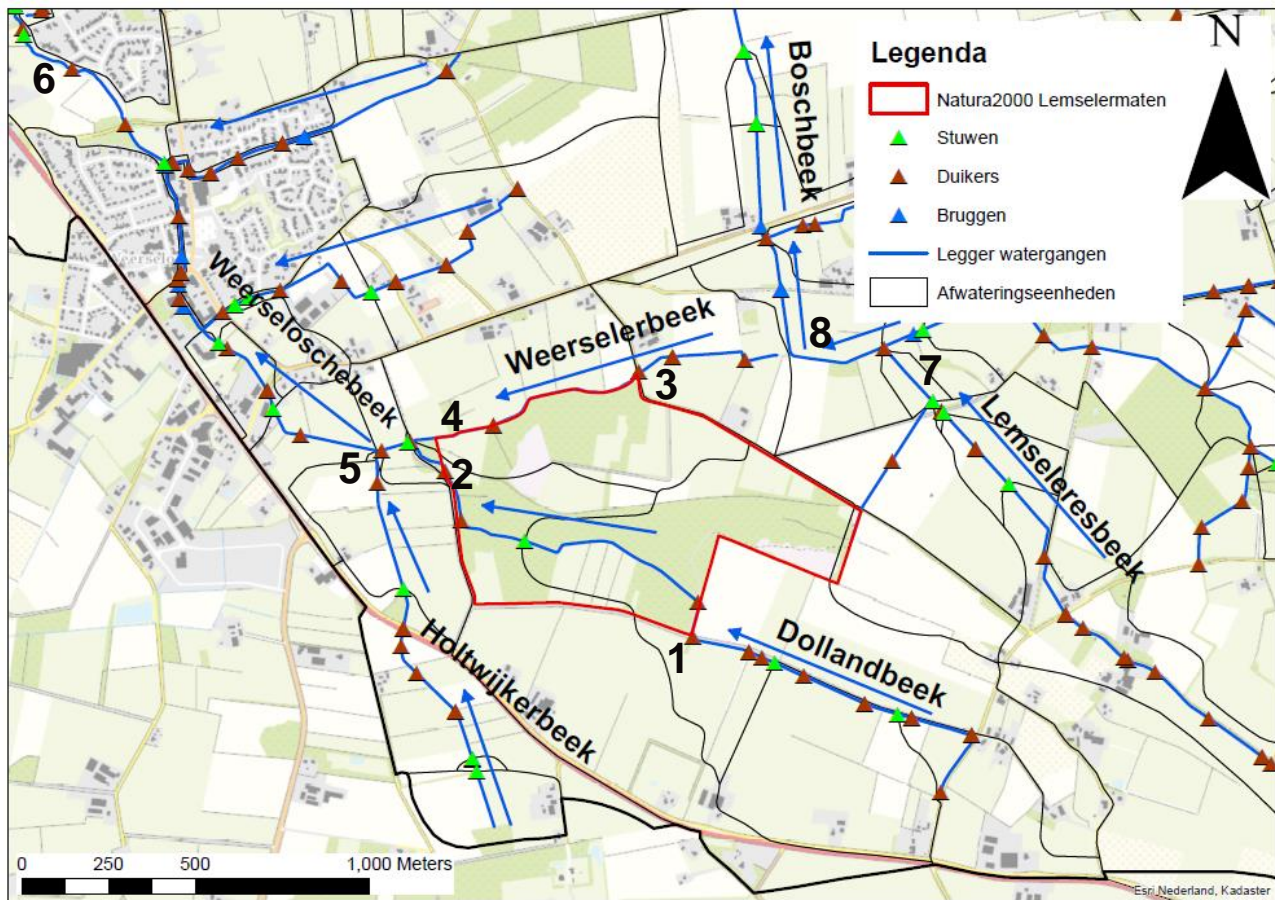 Legenda
Natura2000 Lemselermaten
Stuwen
Duikers
Bruggen
Legger watergangen
Afwateringseenheden
N
6
Boschbeek
Weerselo
Weerseloschebeek
Weerselerbeek
8
3
7
4
Lemseleresbeek
5
2
Holtwijkerbeek
1
Dollandbeek
0 250 500 1,000 Meters
Esri Nederland, Kadaster